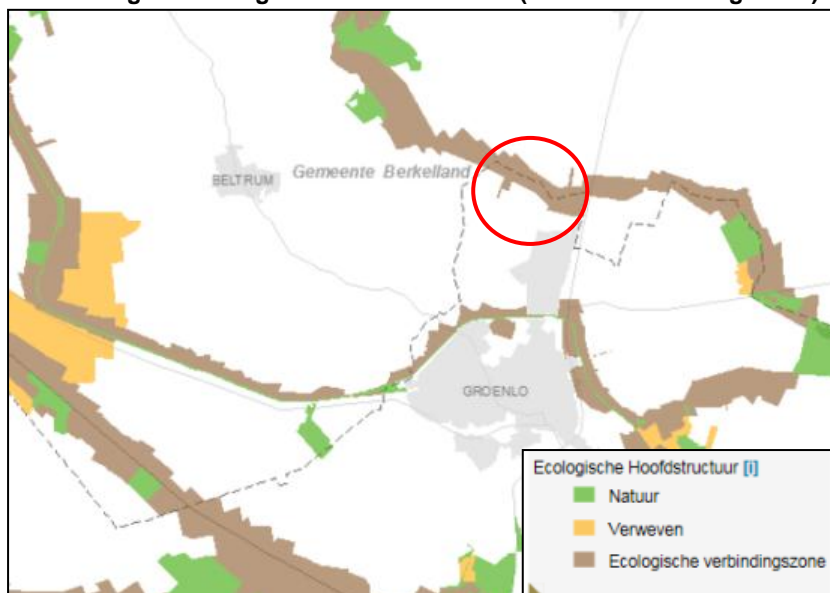 BELTRUM
Gemeente Berkelland
GROENLO
Ecologische Hoofdstructuur [i]
Natuur
Verweven
Ecologische verbindingszone